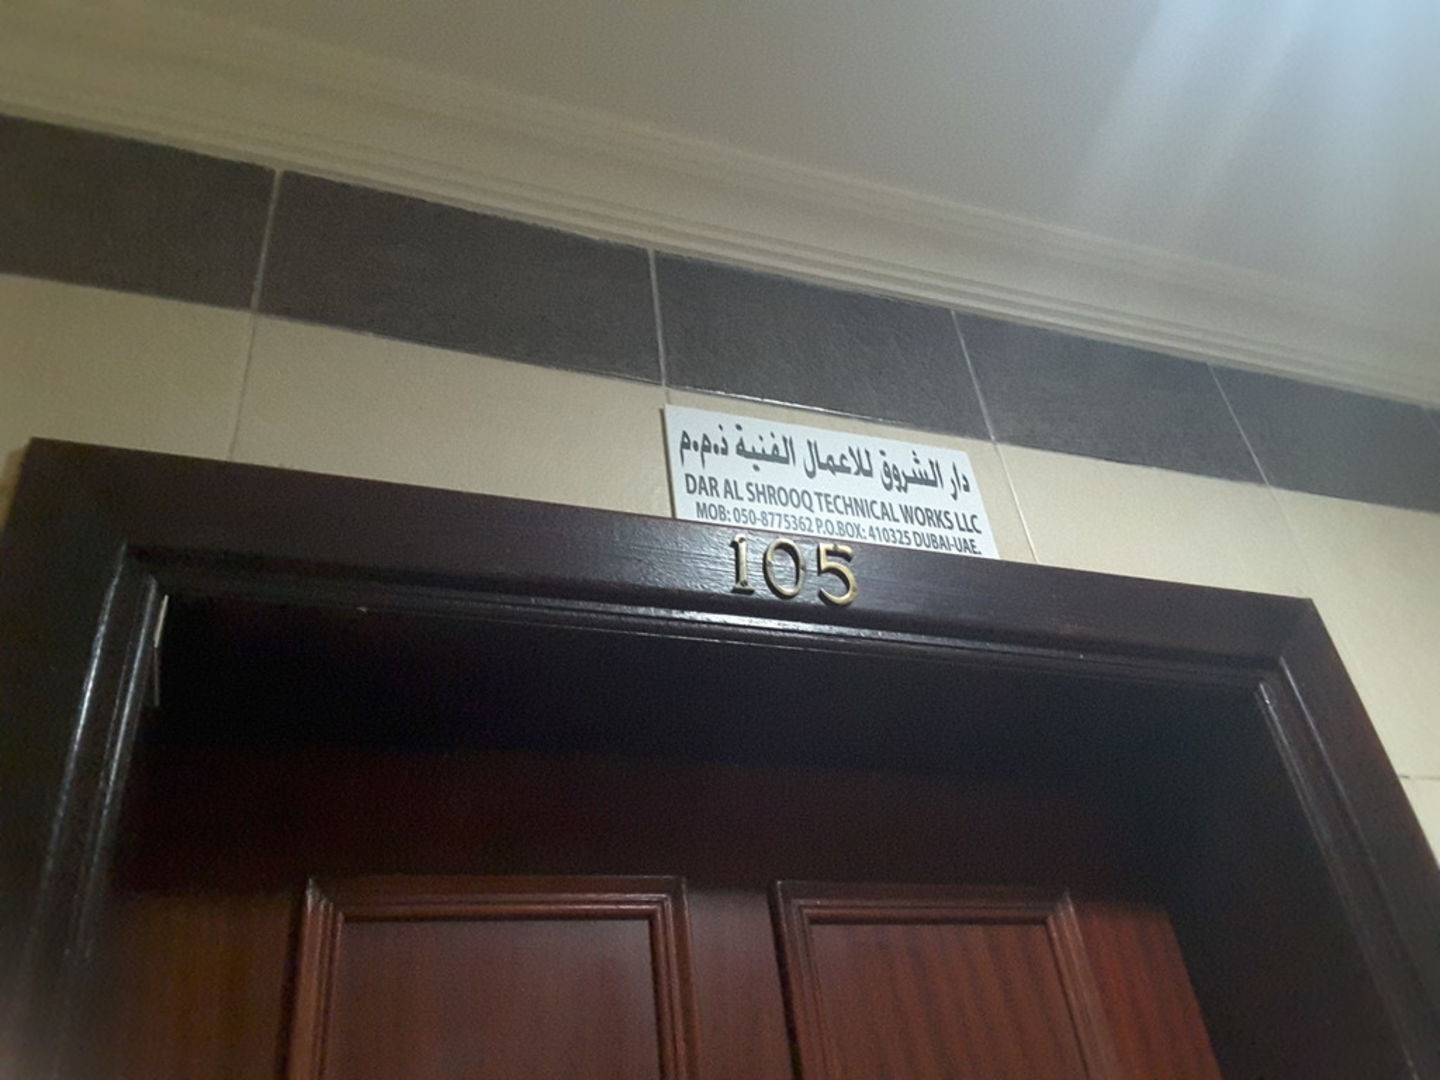 دار الشروق للاعمال الفنية ذ.م.م
DAR AL SHROOQ TECHNICAL WORKS LLC
MOB: 050-8775362 P.O.BOX: 410325 DUBAI-UAE.
105